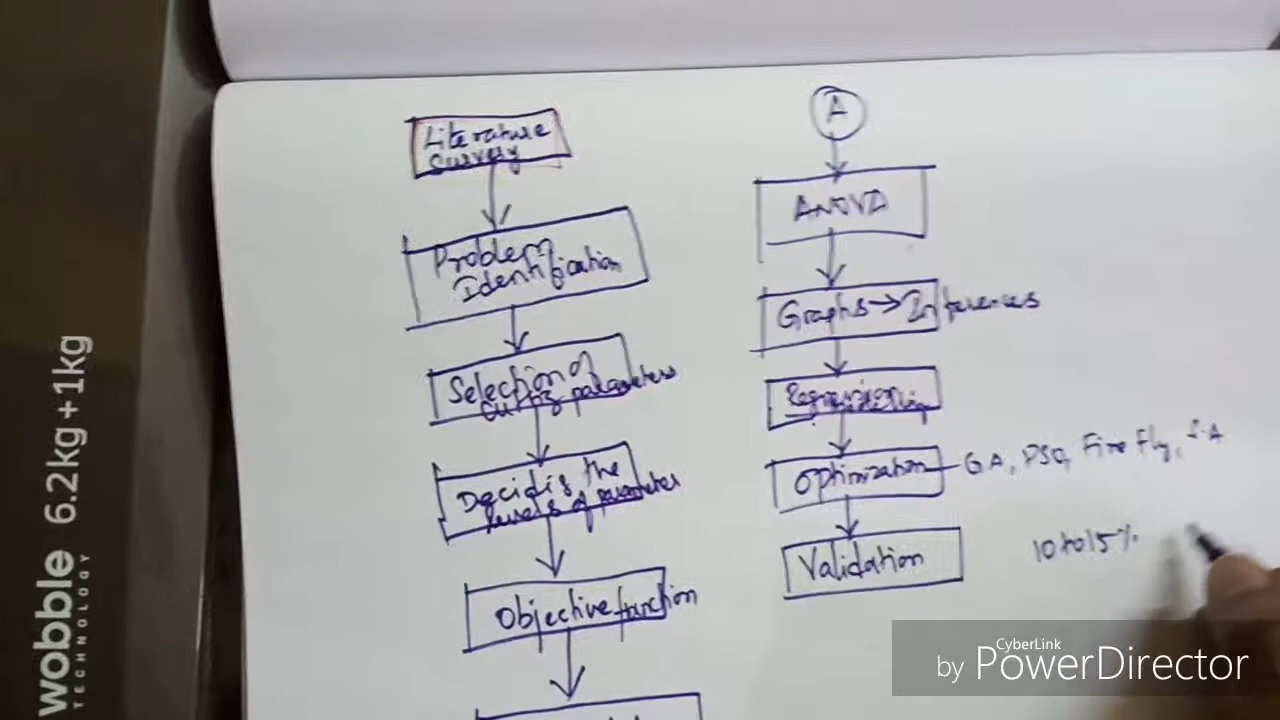 Literature
Survey
Problem
Identification
Selection of
Cutting parameters
Deciding the
levels of parameter
Objective function
A
ANOVA
Graphs → Inferences
Regression
Optimization - GA, PSO, Fire Fly, SA
Validation
10 to 15%
wobble 6.2kg+1kg
TECHNOLOGY
CyberLink
by PowerDirector